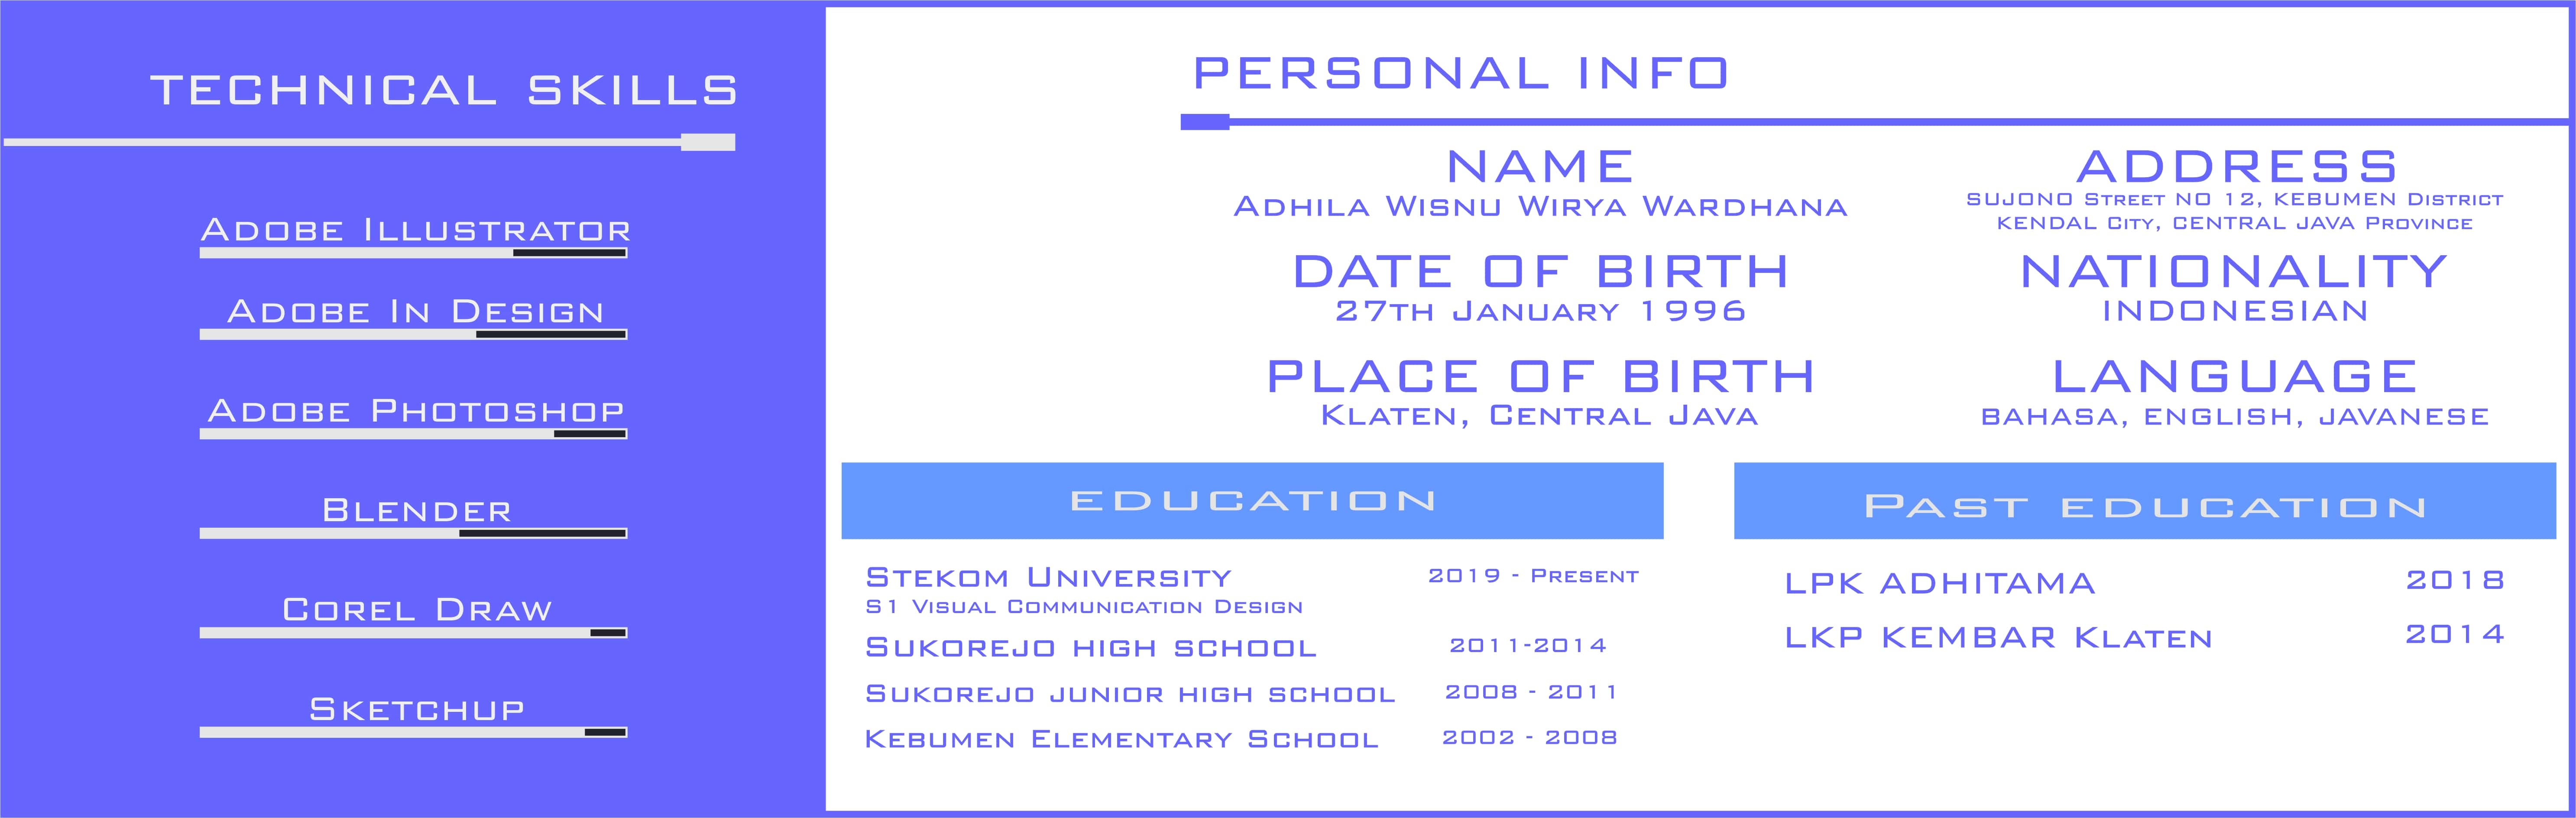 TECHNICAL SKILLS
Adobe Illustrator
Adobe In Design
Adobe Photoshop
Blender
Corel Draw
Sketchup
PERSONAL INFO
NAME
Adhila Wisnu Wirya Wardhana
DATE OF BIRTH
27th January 1996
PLACE OF BIRTH
Klaten, Central Java
ADDRESS
SUJONO Street NO 12, KEBUMEN District
KENDAL City, CENTRAL JAVA Province
NATIONALITY
INDONESIAN
LANGUAGE
BAHASA, ENGLISH, JAVANESE
EDUCATION
Stekom University 2019 - Present
S1 Visual Communication Design
Sukorejo high school 2011-2014
Sukorejo junior high school 2008 - 2011
Kebumen Elementary School 2002 - 2008
Past education
LPK ADHITAMA 2018
LKP KEMBAR Klaten 2014